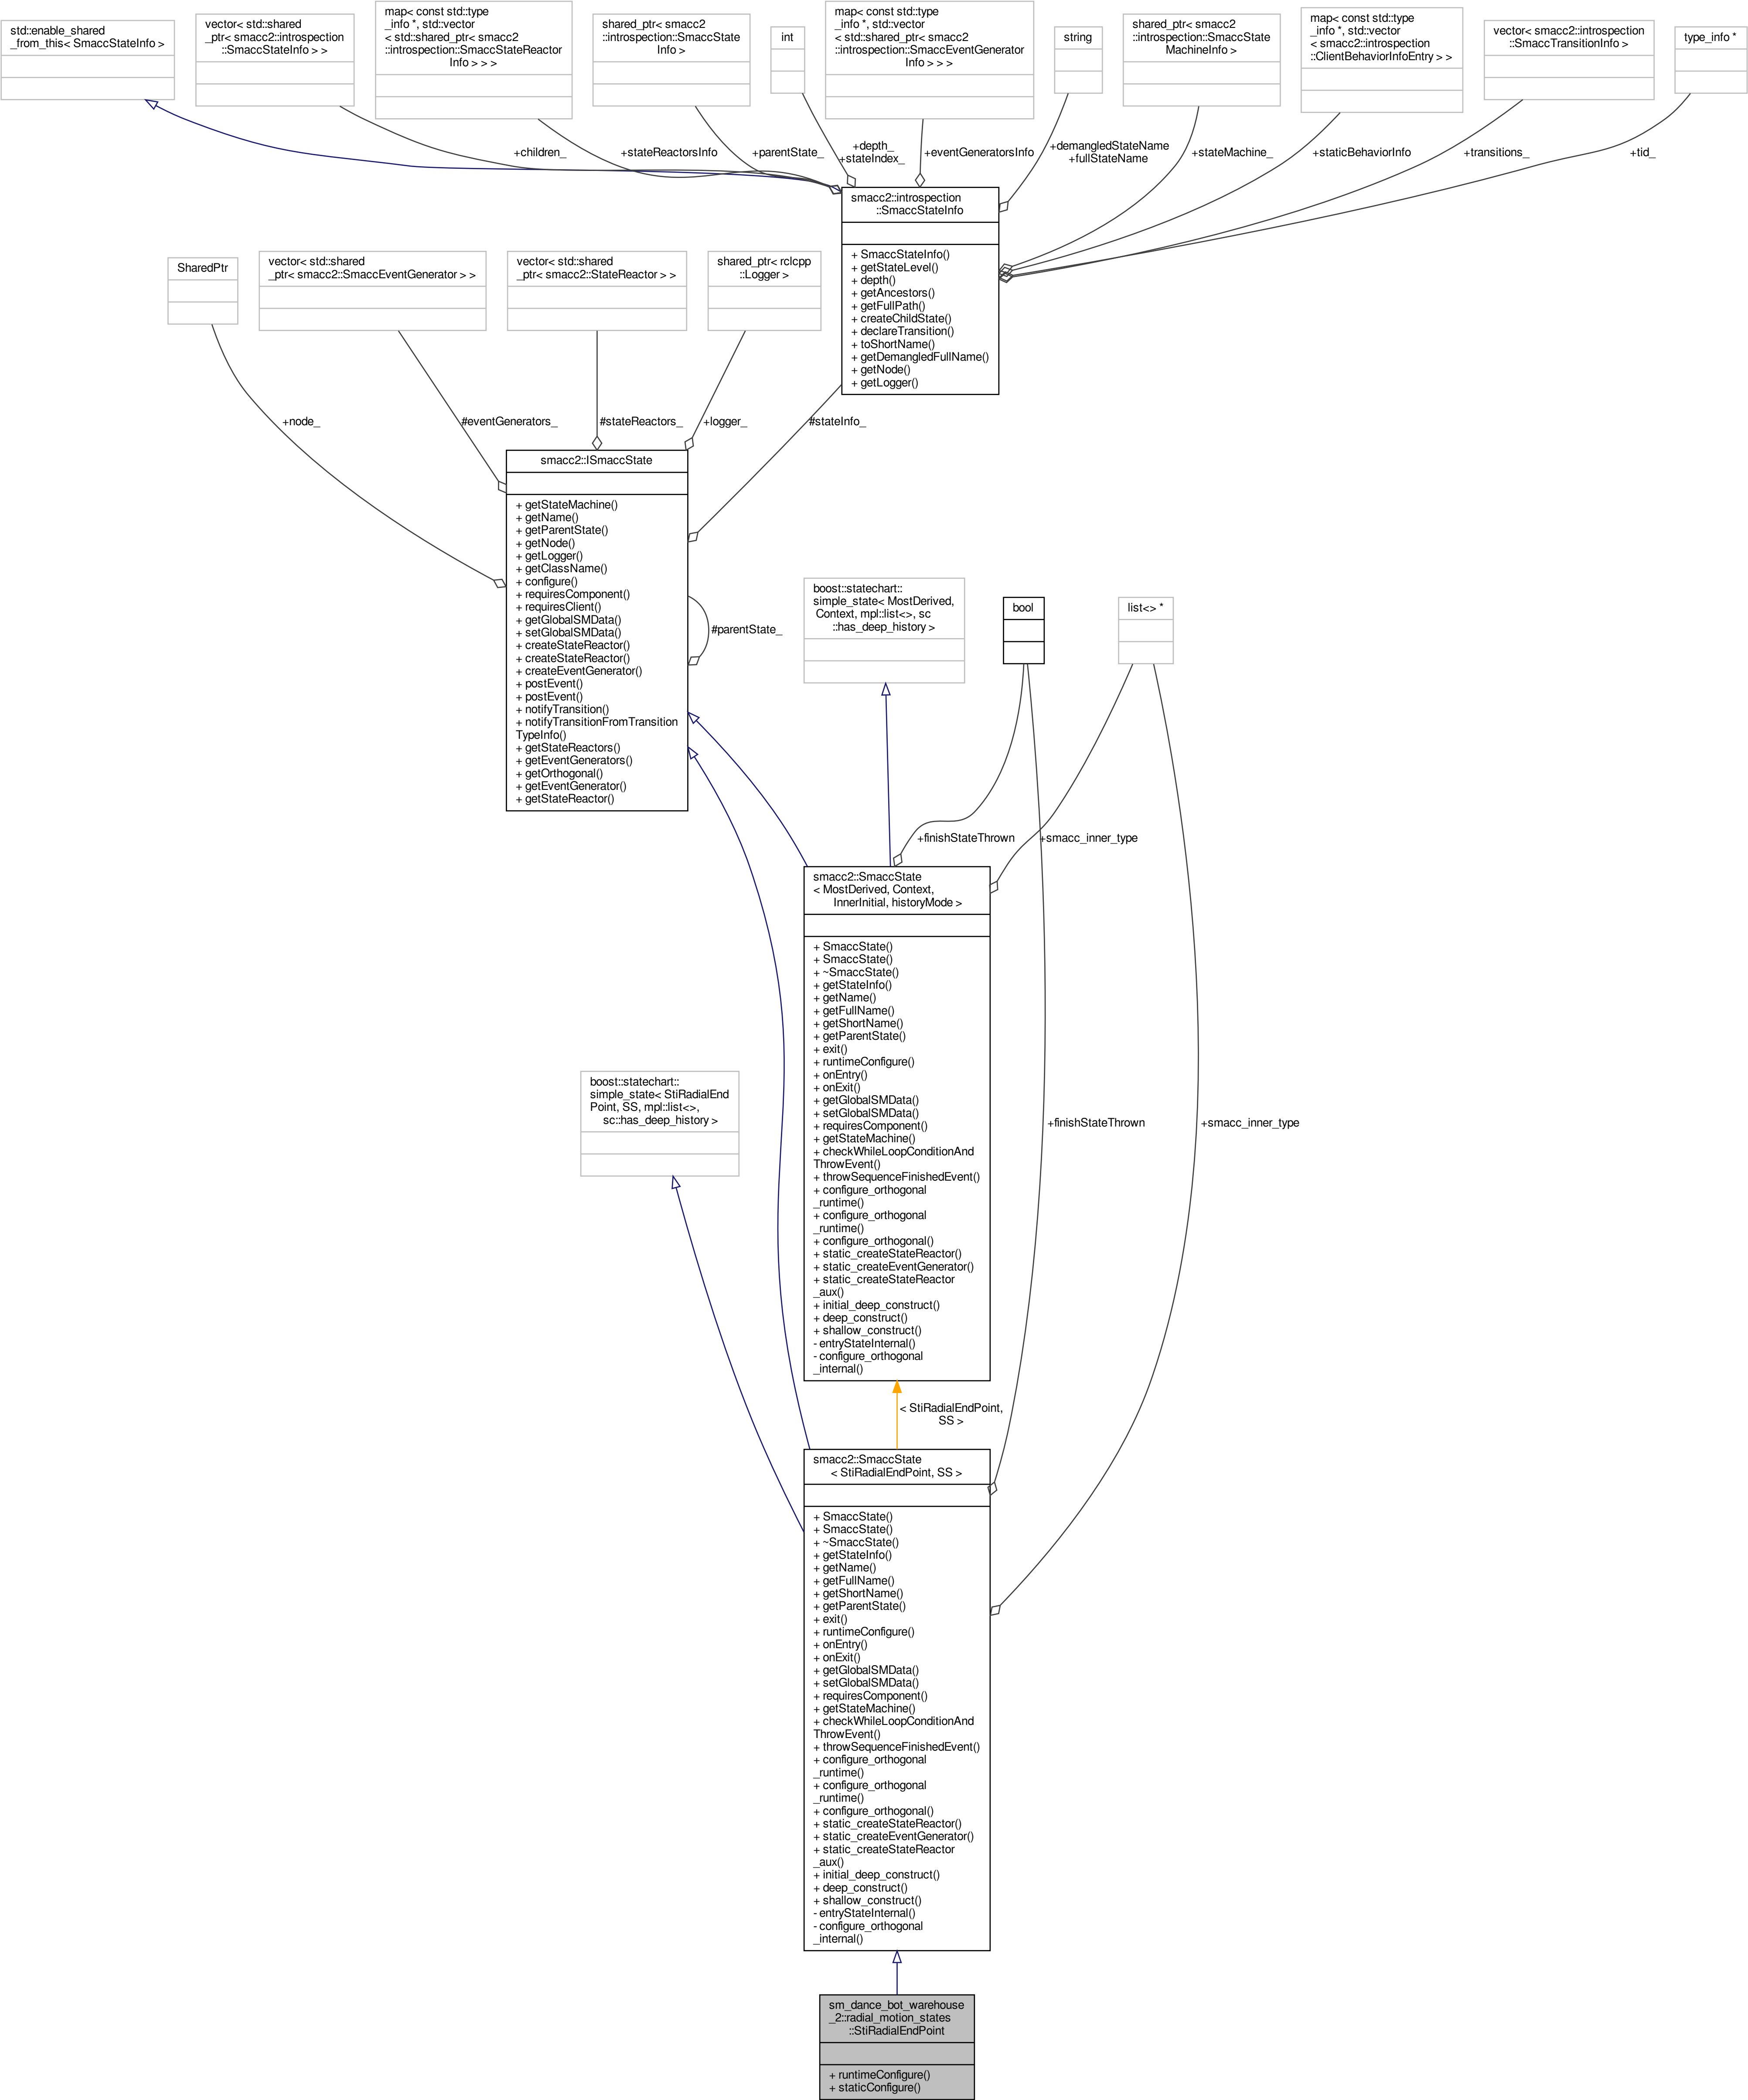 std::enable_shared
_from_this< SmaccStateInfo >
vector< std::shared
_ptr< smacc2::introspection
::SmaccStateInfo > >
map< const std::type
_info *, std::vector
< std::shared_ptr< smacc2
::introspection::SmaccStateReactor
Info > > >
shared_ptr< smacc2
::introspection::SmaccState
Info >
int
map< const std::type
_info *, std::vector
< std::shared_ptr< smacc2
::introspection::SmaccEventGenerator
Info > > >
string
shared_ptr< smacc2
::introspection::SmaccState
MachineInfo >
map< const std::type
_info *, std::vector
< smacc2::introspection
::ClientBehaviorInfoEntry > >
vector< smacc2::introspection
::SmaccTransitionInfo >
type_info *
+children_
+stateReactorsInfo
+parentState_
+depth_
+stateIndex_
+eventGeneratorsInfo
+demangledStateName
+fullStateName
+stateMachine_
+staticBehaviorInfo
+transitions_
+tid_
smacc2::introspection
::SmaccStateInfo
+ SmaccStateInfo()
+ getStateLevel()
+ depth()
+ getAncestors()
+ getFullPath()
+ createChildState()
+ declareTransition()
+ toShortName()
+ getDemangledFullName()
+ getNode()
+ getLogger()
SharedPtr
vector< std::shared
_ptr< smacc2::SmaccEventGenerator > >
vector< std::shared
_ptr< smacc2::StateReactor > >
shared_ptr< rclcpp
::Logger >
+node_
#eventGenerators_
#stateReactors_
+logger_
#stateInfo_
smacc2::ISmaccState
+ getStateMachine()
+ getName()
+ getParentState()
+ getNode()
+ getLogger()
+ getClassName()
+ configure()
+ requiresComponent()
+ requiresClient()
+ getGlobalSMData()
+ setGlobalSMData()
+ createStateReactor()
+ createStateReactor()
+ createEventGenerator()
+ postEvent()
+ postEvent()
+ notifyTransition()
+ notifyTransitionFromTransition
TypeInfo()
+ getStateReactors()
+ getEventGenerators()
+ getOrthogonal()
+ getEventGenerator()
+ getStateReactor()
#parentState_
boost::statechart::
simple_state< MostDerived,
Context, mpl::list<>, sc
::has_deep_history >
bool
list<> *
+finishStateThrown
+smacc_inner_type
smacc2::SmaccState
< MostDerived, Context,
InnerInitial, historyMode >
+ SmaccState()
+ SmaccState()
+ ~SmaccState()
+ getStateInfo()
+ getName()
+ getFullName()
+ getShortName()
+ getParentState()
+ exit()
+ runtimeConfigure()
+ onEntry()
+ onExit()
+ getGlobalSMData()
+ setGlobalSMData()
+ requiresComponent()
+ getStateMachine()
+ checkWhileLoopConditionAnd
ThrowEvent()
+ throwSequenceFinishedEvent()
+ configure_orthogonal
_runtime()
+ configure_orthogonal
_runtime()
+ configure_orthogonal()
+ static_createStateReactor()
+ static_createEventGenerator()
+ static_createStateReactor
_aux()
+ initial_deep_construct()
+ deep_construct()
+ shallow_construct()
- entryStateInternal()
- configure_orthogonal
_internal()
boost::statechart::
simple_state< StiRadialEnd
Point, SS, mpl::list<>,
sc::has_deep_history >
+finishStateThrown
+smacc_inner_type
< StiRadialEndPoint,
SS >
smacc2::SmaccState
< StiRadialEndPoint, SS >
+ SmaccState()
+ SmaccState()
+ ~SmaccState()
+ getStateInfo()
+ getName()
+ getFullName()
+ getShortName()
+ getParentState()
+ exit()
+ runtimeConfigure()
+ onEntry()
+ onExit()
+ getGlobalSMData()
+ setGlobalSMData()
+ requiresComponent()
+ getStateMachine()
+ checkWhileLoopConditionAnd
ThrowEvent()
+ throwSequenceFinishedEvent()
+ configure_orthogonal
_runtime()
+ configure_orthogonal
_runtime()
+ configure_orthogonal()
+ static_createStateReactor()
+ static_createEventGenerator()
+ static_createStateReactor
_aux()
+ initial_deep_construct()
+ deep_construct()
+ shallow_construct()
- entryStateInternal()
- configure_orthogonal
_internal()
sm_dance_bot_warehouse
_2::radial_motion_states
::StiRadialEndPoint
+ runtimeConfigure()
+ staticConfigure()